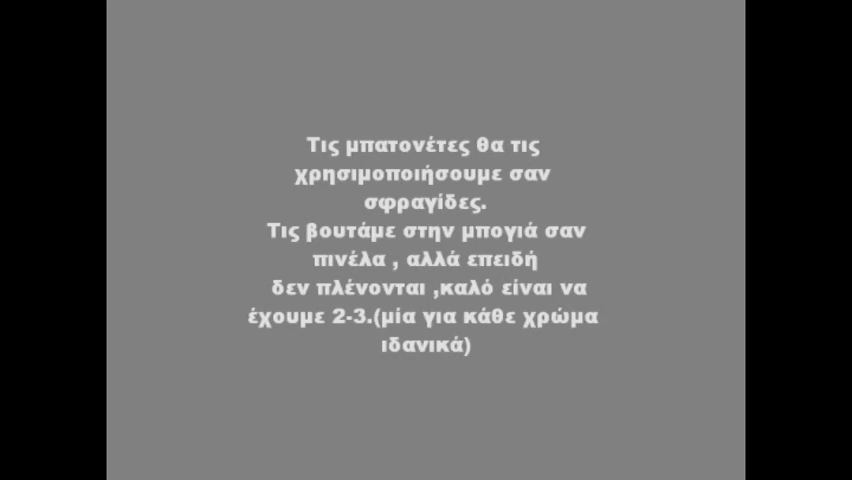 Τις μπατονέτες θα τις
χρησιμοποιήσουμε σαν
σφραγίδες.
Τις βουτάμε στην μπογιά σαν
πινέλα , αλλά επειδή
δεν πλένονται ,καλό είναι να
έχουμε 2-3.(μία για κάθε χρώμα
ιδανικά)